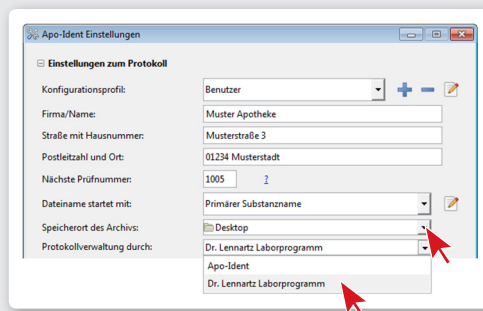 Apo-Ident Einstellungen
Einstellungen zum Protokoll
Konfigurationsprofil: Benutzer
Firma/Name: Muster Apotheke
Straße mit Hausnummer: Musterstraße 3
Postleitzahl und Ort: 01234 Musterstadt
Nächste Prüfnummer: 1005 ?
Dateiname startet mit: Primärer Substanzname
Speicherort des Archivs: Desktop
Protokollverwaltung durch: Dr. Lennartz Laborprogramm
Apo-Ident
Dr. Lennartz Laborprogramm